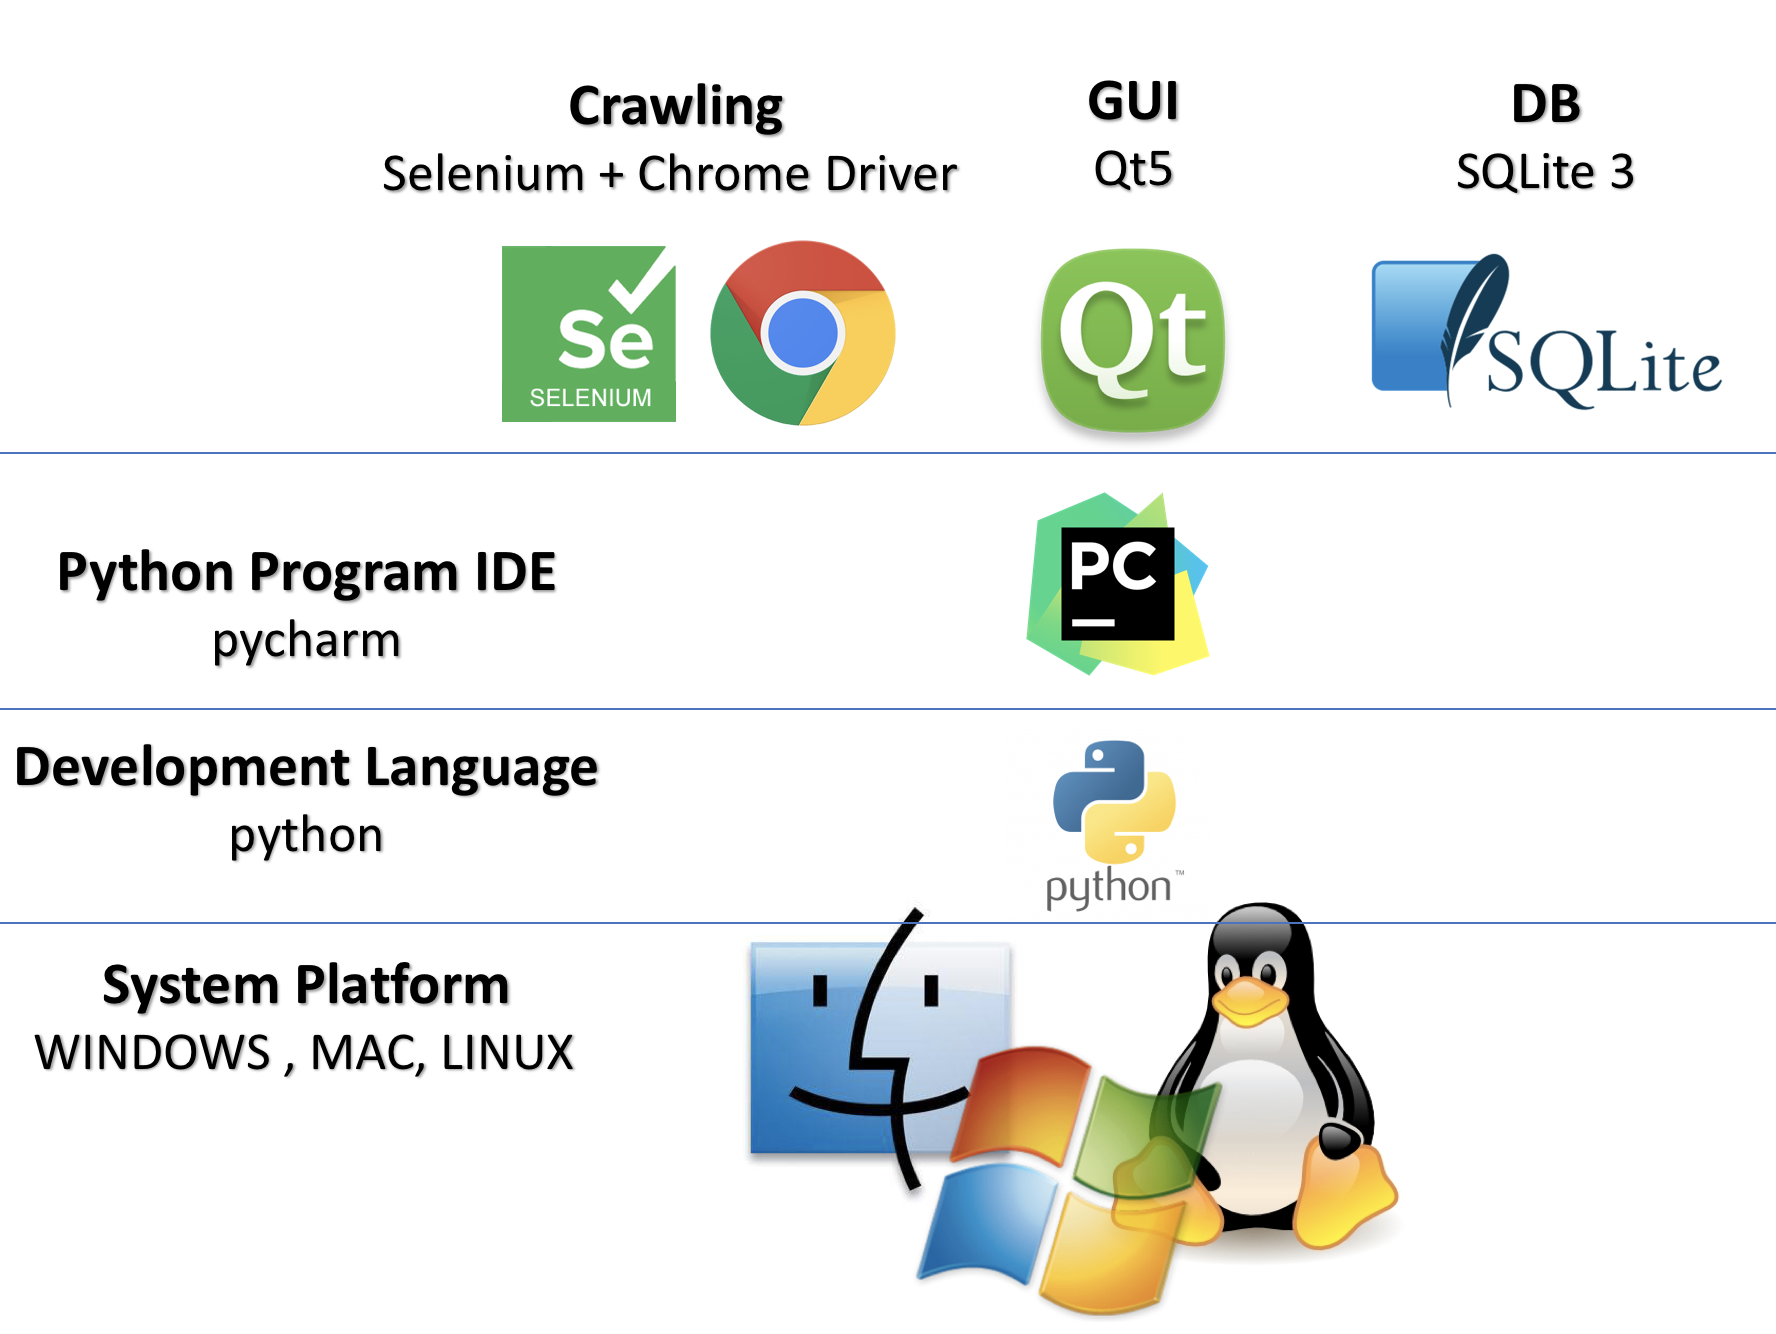 Crawling
Selenium + Chrome Driver
GUI
Qt5
DB
SQLite 3
Se
SELENIUM
Qt
SQLite
Python Program IDE
pycharm
PC
Development Language
python
python™
System Platform
WINDOWS , MAC, LINUX